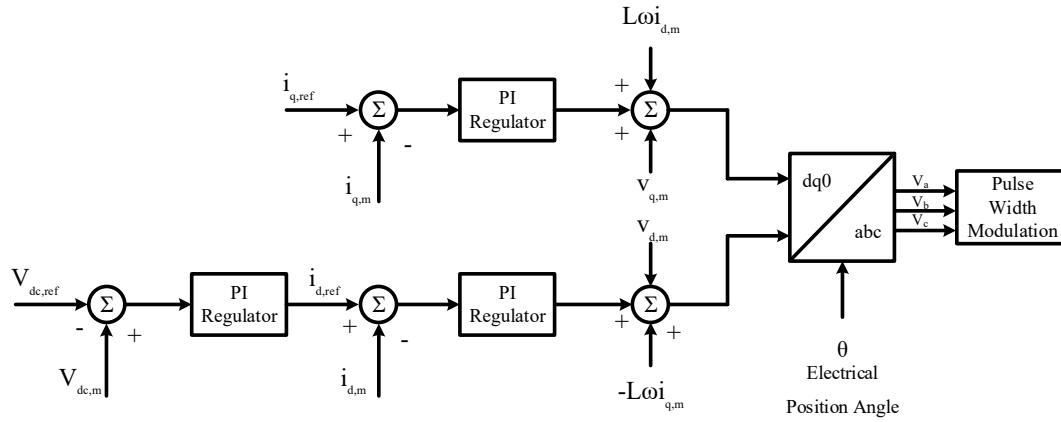 Lωi_d,m
i_q,ref
+
Σ
-
PI
Regulator
+
+
Σ
i_q,m
v_q,m
dq0
abc
V_a
V_b
V_c
Pulse
Width
Modulation
v_d,m
V_dc,ref
-
Σ
+
PI
Regulator
i_d,ref
+
Σ
-
PI
Regulator
+
Σ
+
V_dc,m
i_d,m
-Lωi_q,m
θ
Electrical
Position Angle